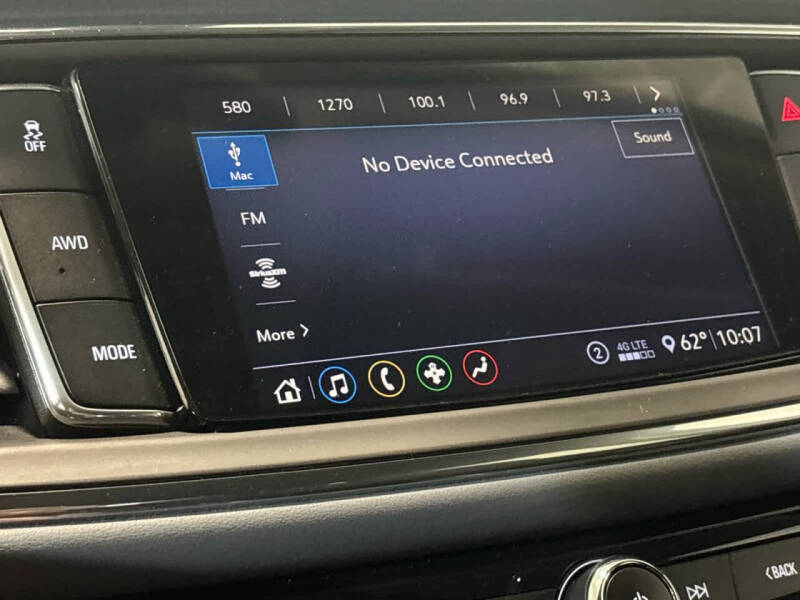 580 1270 100.1 96.9 97.3
OFF
Mac
No Device Connected
Sound
AWD
FM
SiriusXM
MODE
More
2 4G LTE 62° 10:07
BACK